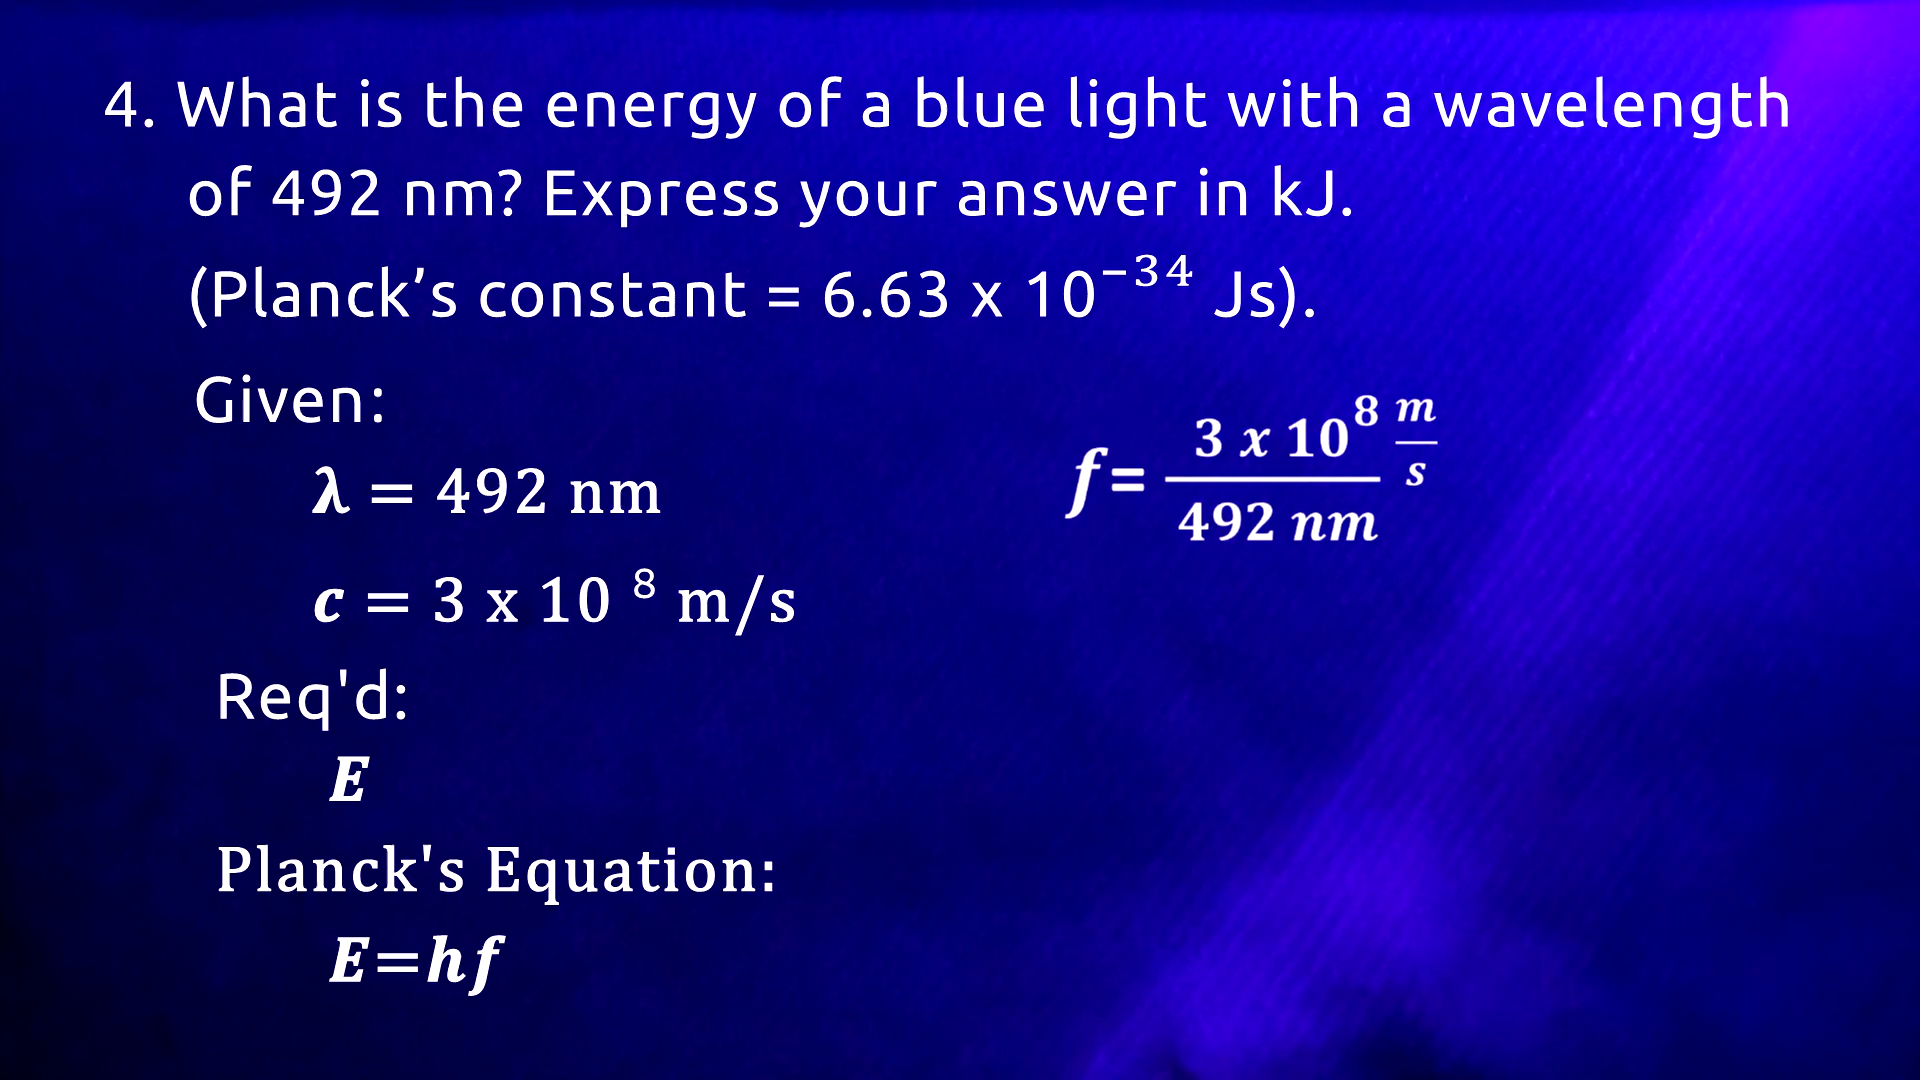 4. What is the energy of a blue light with a wavelength
of 492 nm? Express your answer in kJ.
(Planck’s constant = 6.63 x 10⁻³⁴ Js).
Given:
λ = 492 nm
c = 3 x 10 ⁸ m/s
Req'd:
E
Planck's Equation:
E=hf
f= 3 x 10⁸ m/s / 492 nm